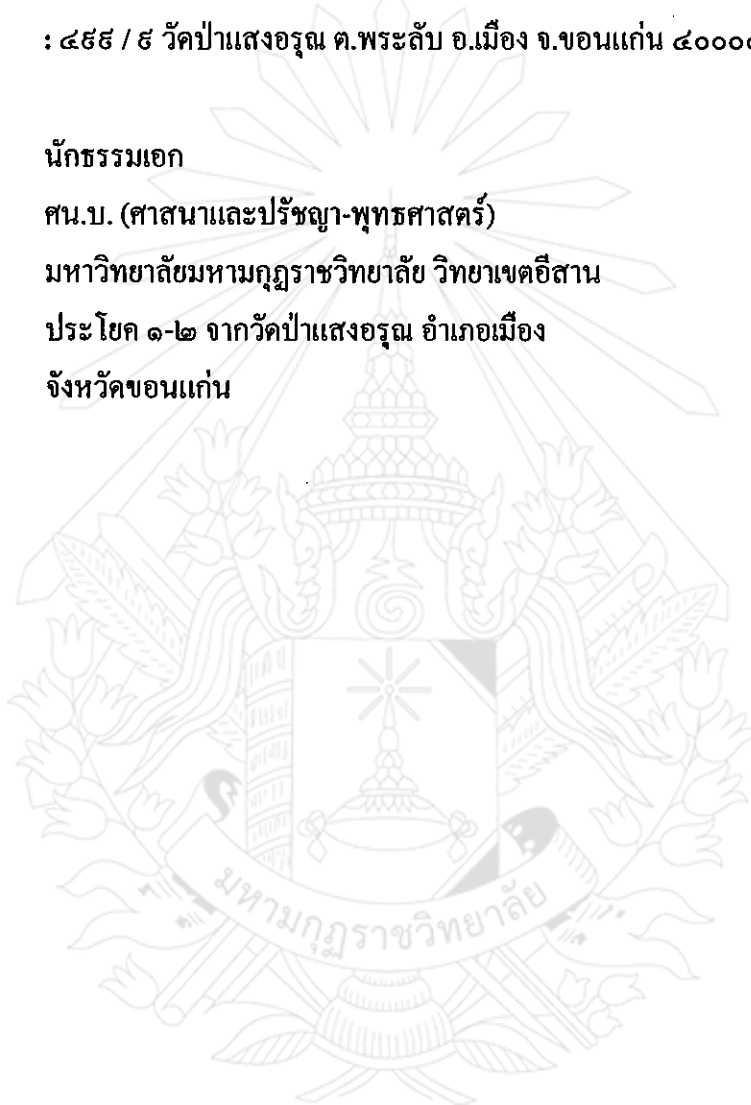 : ๔๙๙ / ๙ วัดป่าแสงอรุณ ต.พระลับ อ.เมือง จ.ขอนแก่น ๔๐๐๐๐
นักธรรมเอก
ศน.บ. (ศาสนาและปรัชญา-พุทธศาสตร์)
มหาวิทยาลัยมหามกุฏราชวิทยาลัย วิทยาเขตอีสาน
ประโยค ๑-๒ จากวัดป่าแสงอรุณ อำเภอเมือง
จังหวัดขอนแก่น
มหามกุฏราชวิทยาลัย